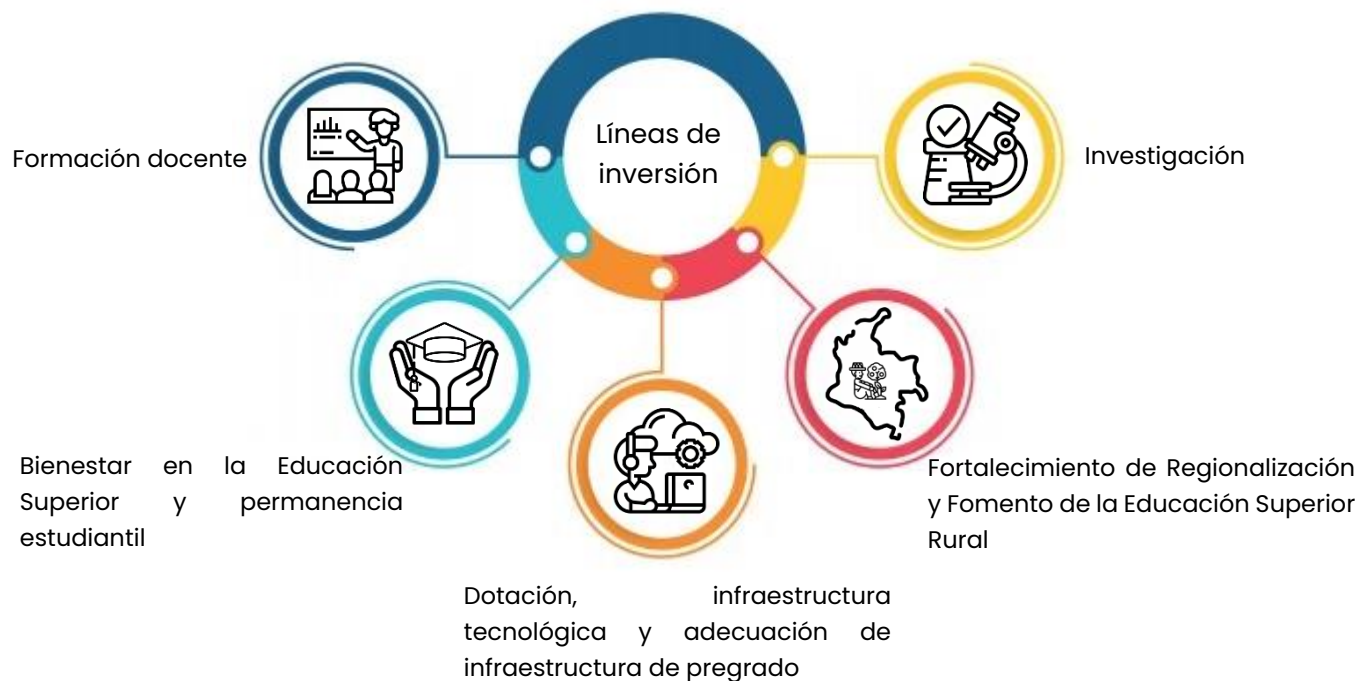 Líneas de
inversión
Formación docente
Investigación
Bienestar en la Educación
Superior y permanencia
estudiantil
Fortalecimiento de Regionalización
y Fomento de la Educación Superior
Rural
Dotación, infraestructura
tecnológica y adecuación de
infraestructura de pregrado